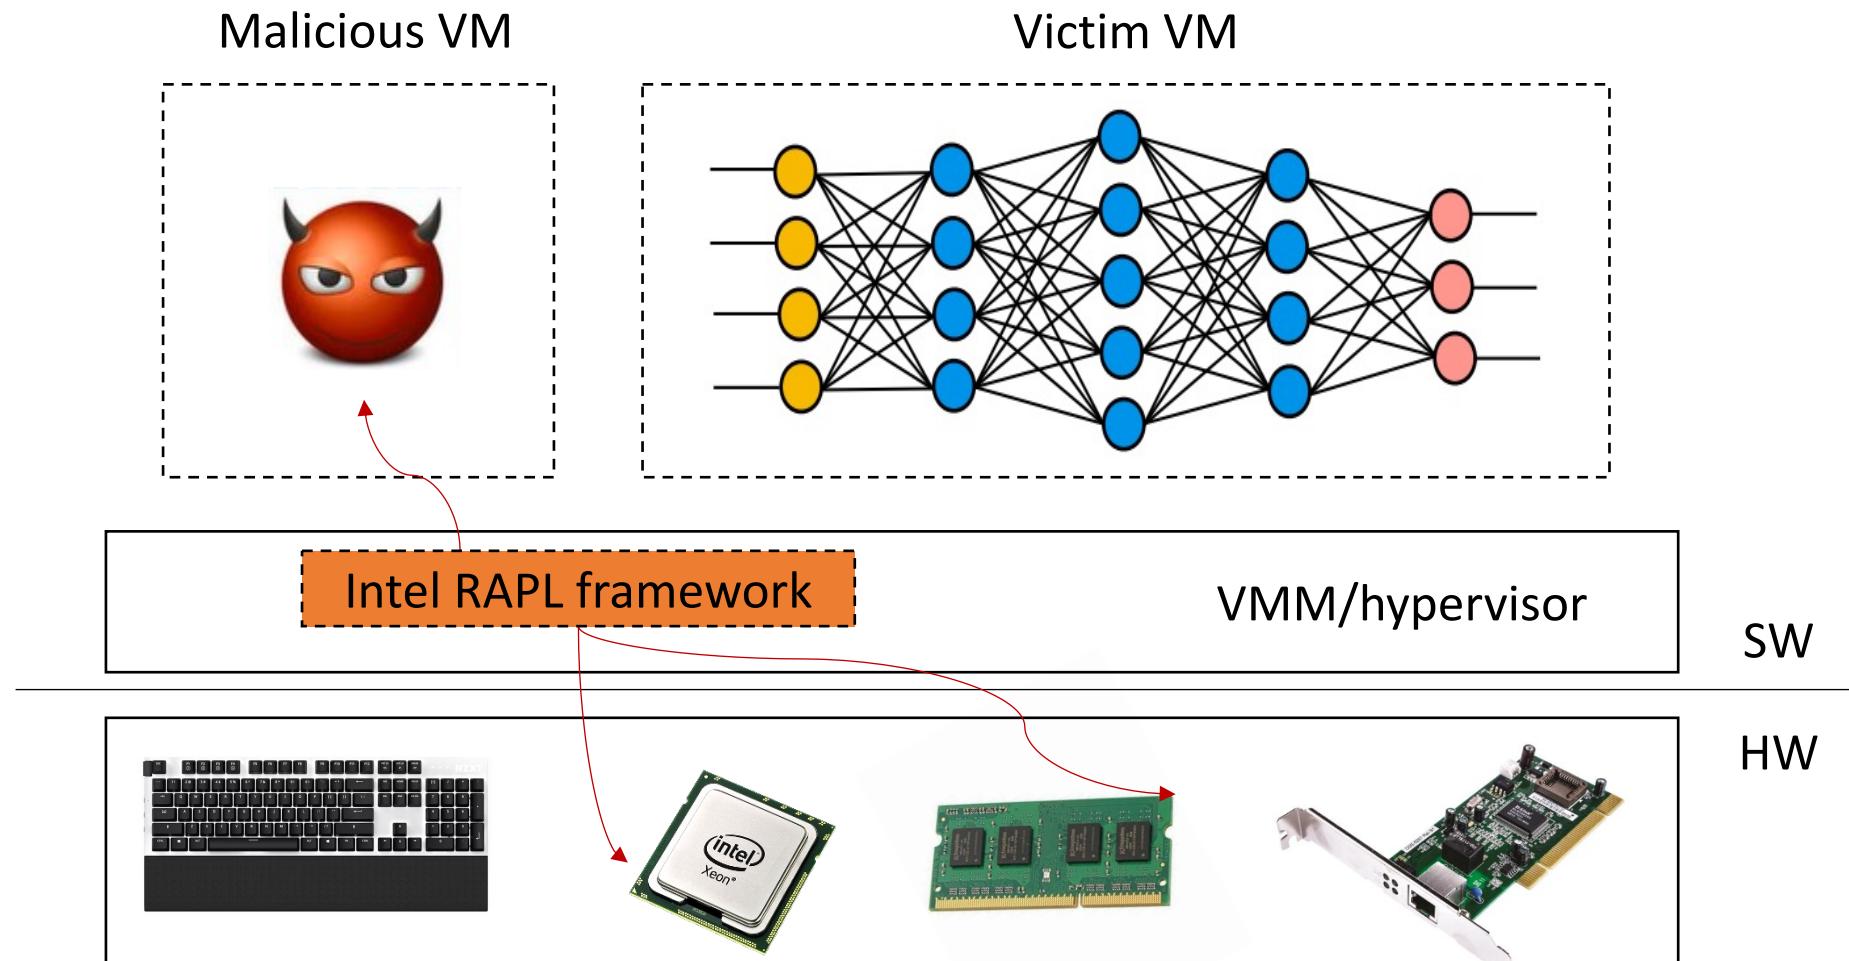 Malicious VM
Victim VM
Intel RAPL framework
VMM/hypervisor
SW
HW
intel
Xeon®